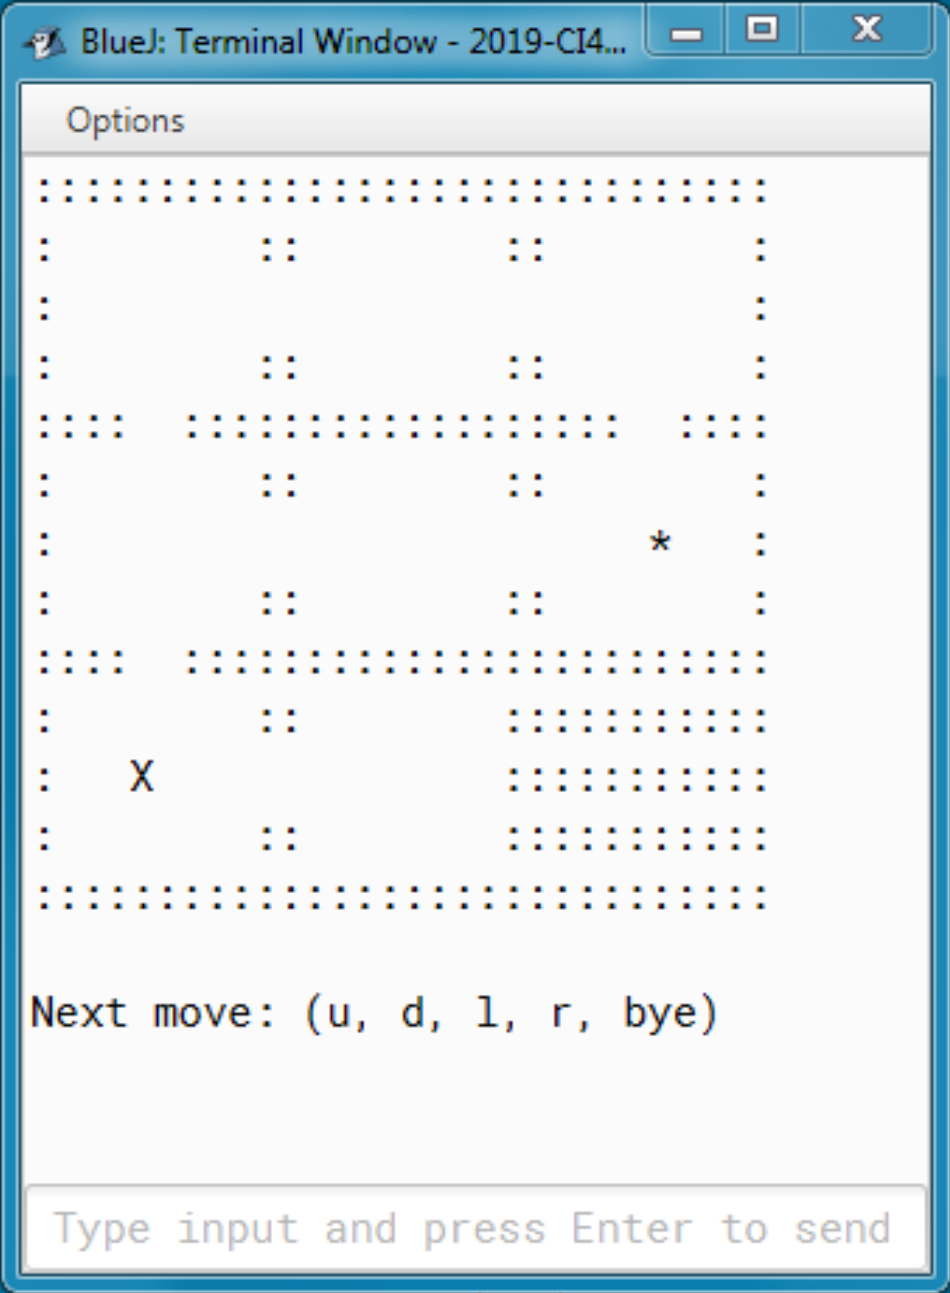 BlueJ: Terminal Window - 2019-CI4...
Options
::::::::::::::::::::::::::::::
:        ::        ::        :
:                            :
:        ::        ::        :
::::  ::::::::::::::::::  ::::
:        ::        ::        :
:                        *   :
:        ::        ::        :
::::  ::::::::::::::::::::::::
:        ::        :::::::::::
:   X              :::::::::::
:        ::        :::::::::::
::::::::::::::::::::::::::::::
Next move: (u, d, l, r, bye)
Type input and press Enter to send